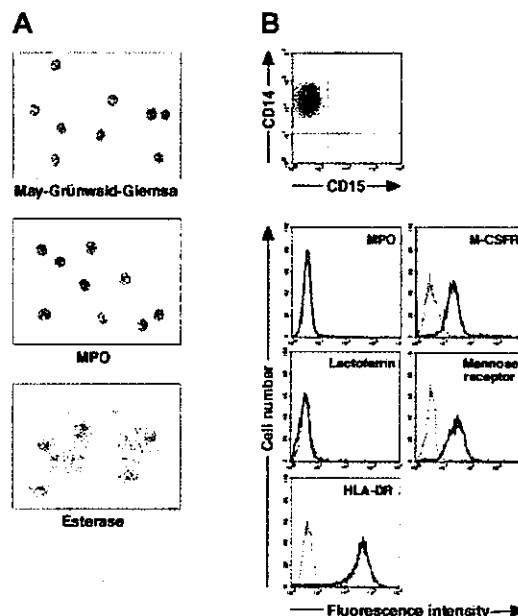 A
May-Grünwald-Giemsa
MPO
Esterase
B
CD14
CD15
MPO
M-CSFR
Lactoferrin
Mannose
receptor
HLA-DR
Cell number
Fluorescence intensity